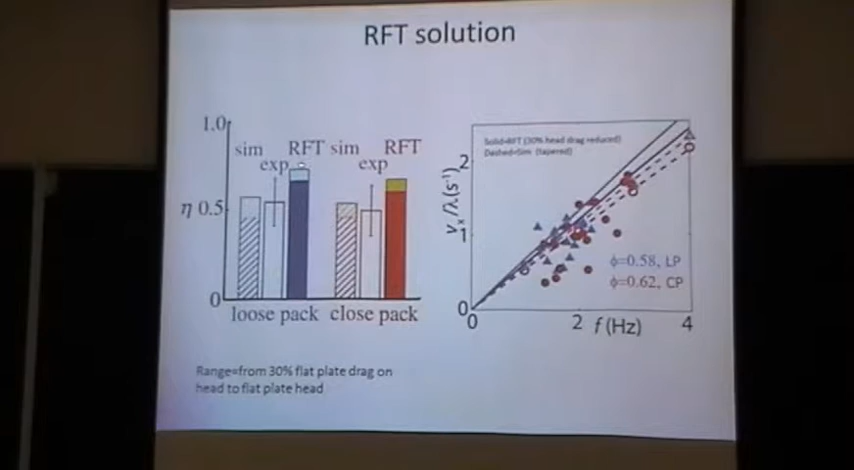 RFT solution
1.0
sim RFT sim RFT
exp exp
η 0.5
0
loose pack close pack
Range=from 30% flat plate drag on
head to flat plate head
Solid=RFT (30% head drag reduced)
Dashed=Sim (tapered)
2
vₓ/λ(s⁻¹)
1
ϕ=0.58, LP
ϕ=0.62, CP
0
0 2 f(Hz) 4